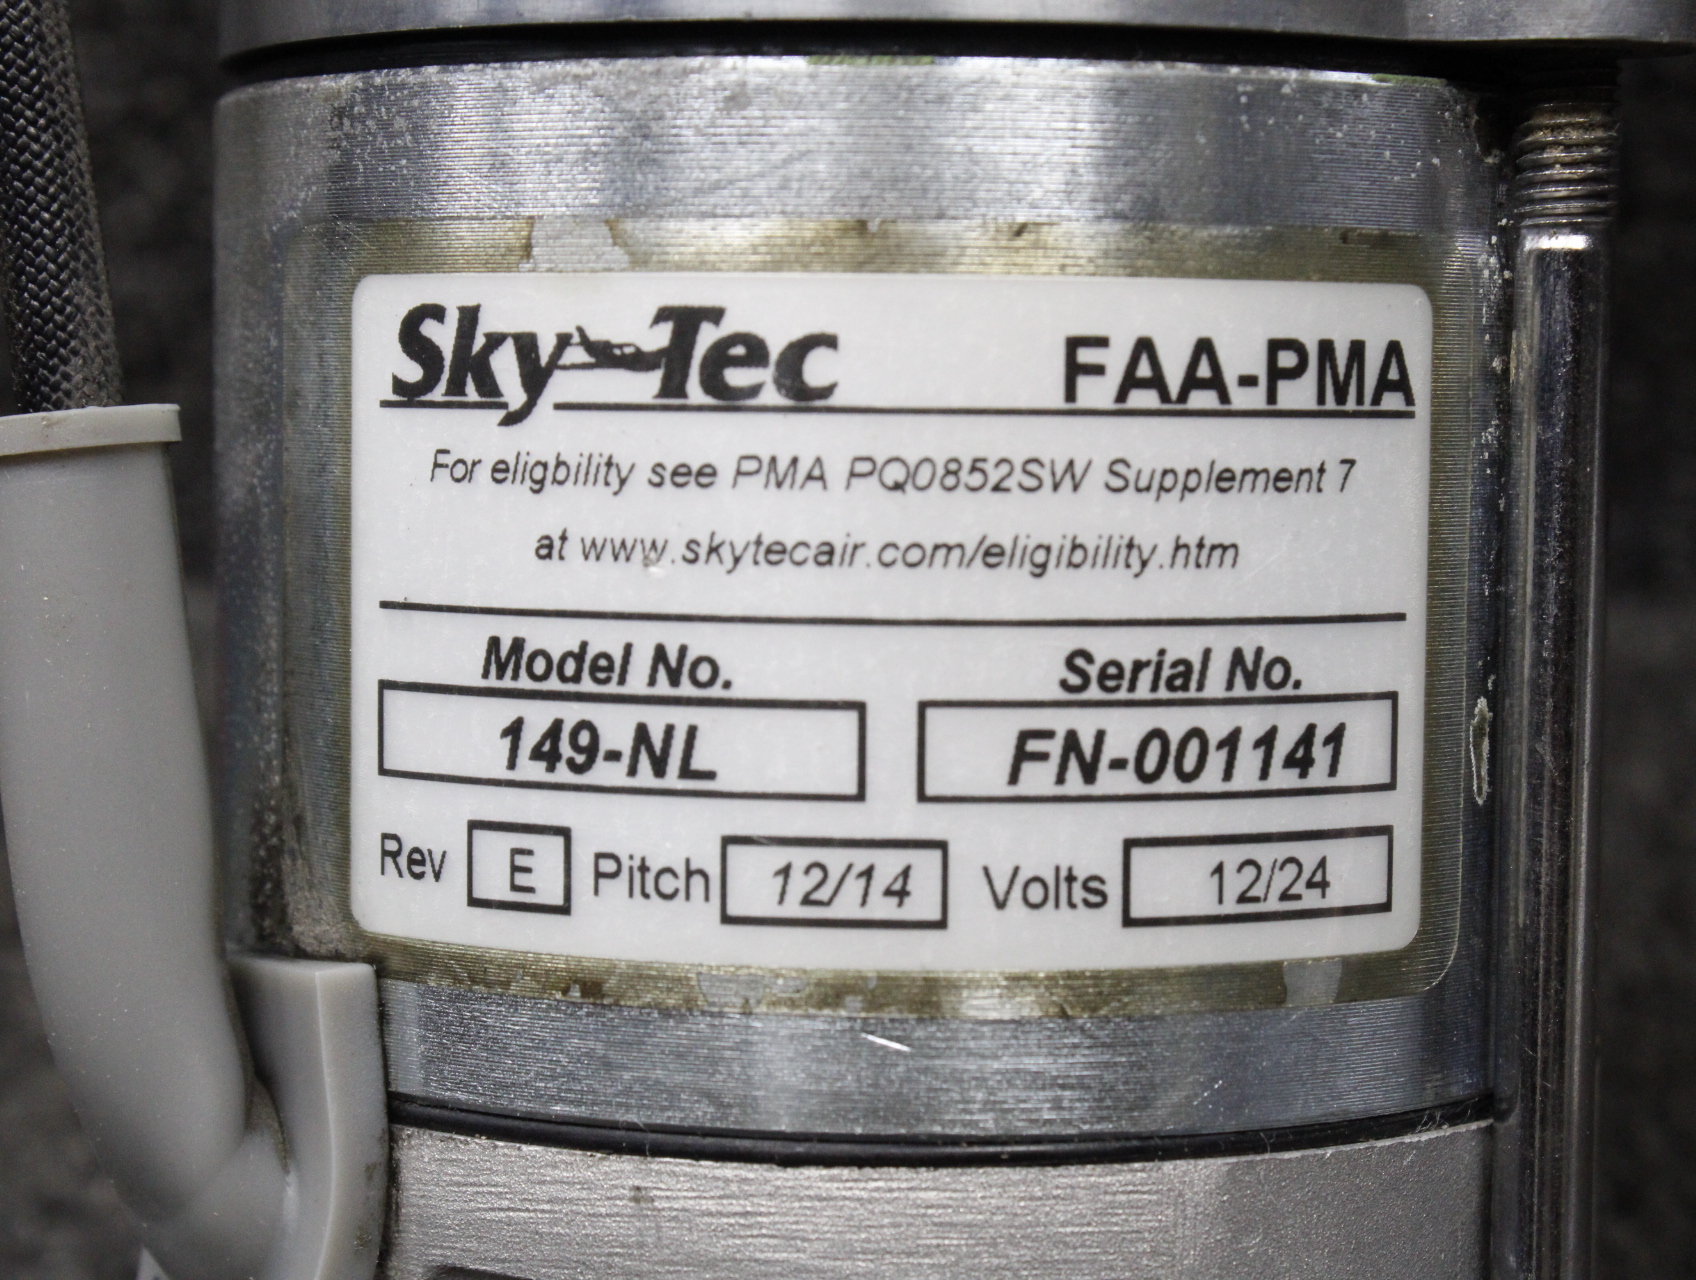 Sky-Tec FAA-PMA
For eligbility see PMA PQ0852SW Supplement 7
at www.skytecair.com/eligibility.htm
Model No. Serial No.
149-NL FN-001141
Rev E Pitch 12/14 Volts 12/24